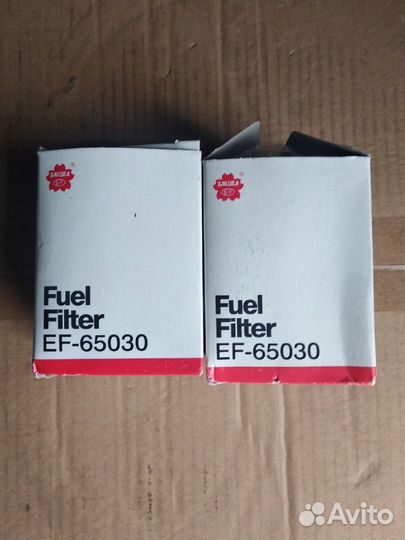 SAKURA
Fuel
Filter
EF-65030
SAKURA
Fuel
Filter
EF-65030
Avito